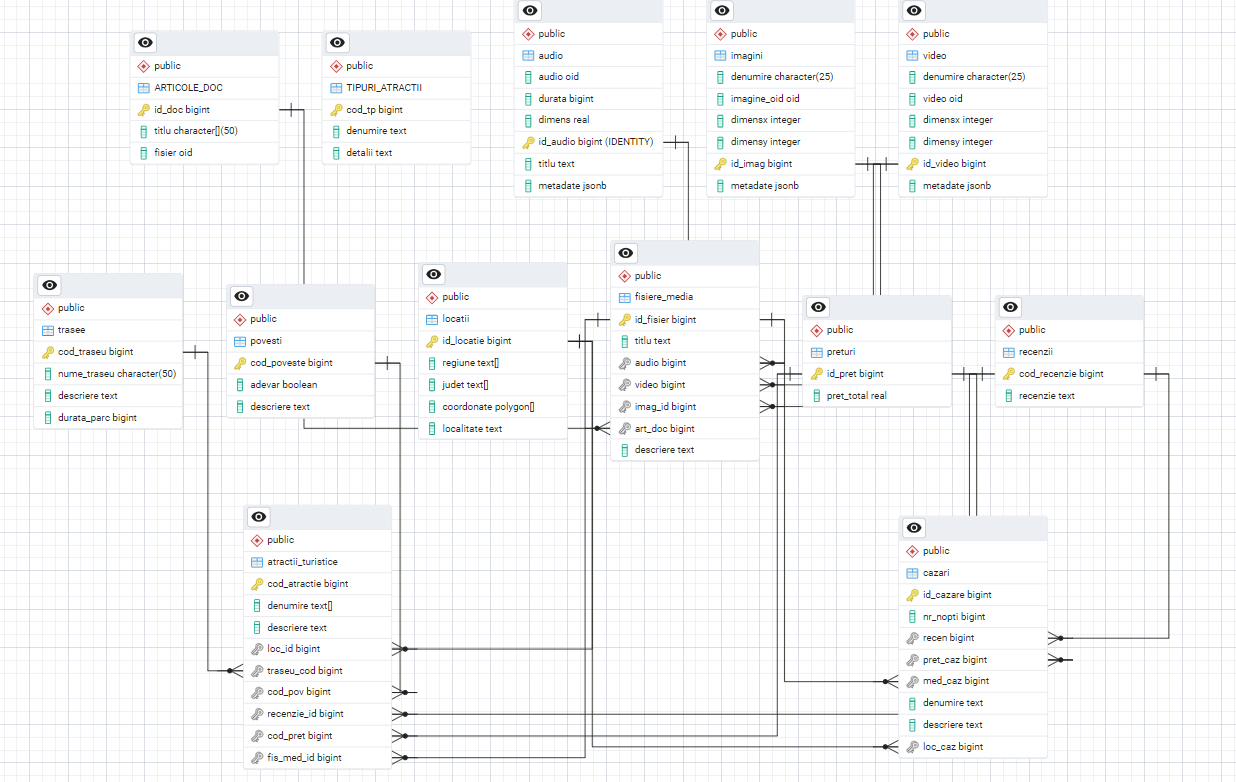 public
ARTICOLE_DOC
id_doc bigint
titlu character[](50)
fisier oid
public
TIPURI_ATRACTII
cod_tp bigint
denumire text
detalii text
public
audio
audio oid
durata bigint
dimens real
id_audio bigint (IDENTITY)
titlu text
metadate jsonb
public
imagini
denumire character(25)
imagine_oid oid
dimensx integer
dimensy integer
id_imag bigint
metadate jsonb
public
video
denumire character(25)
video oid
dimensx integer
dimensy integer
id_video bigint
metadate jsonb
public
trasee
cod_traseu bigint
nume_traseu character(50)
descriere text
durata_parc bigint
public
povesti
cod_poveste bigint
adevar boolean
descriere text
public
locatii
id_locatie bigint
regiune text[]
judet text[]
coordonate polygon[]
localitate text
public
fisiere_media
id_fisier bigint
titlu text
audio bigint
video bigint
imag_id bigint
art_doc bigint
descriere text
public
preturi
id_pret bigint
pret_total real
public
recenzii
cod_recenzie bigint
recenzie text
public
atractii_turistice
cod_atractie bigint
denumire text[]
descriere text
loc_id bigint
traseu_cod bigint
cod_pov bigint
recenzie_id bigint
cod_pret bigint
fis_med_id bigint
public
cazari
id_cazare bigint
nr_nopti bigint
recen bigint
pret_caz bigint
med_caz bigint
denumire text
descriere text
loc_caz bigint